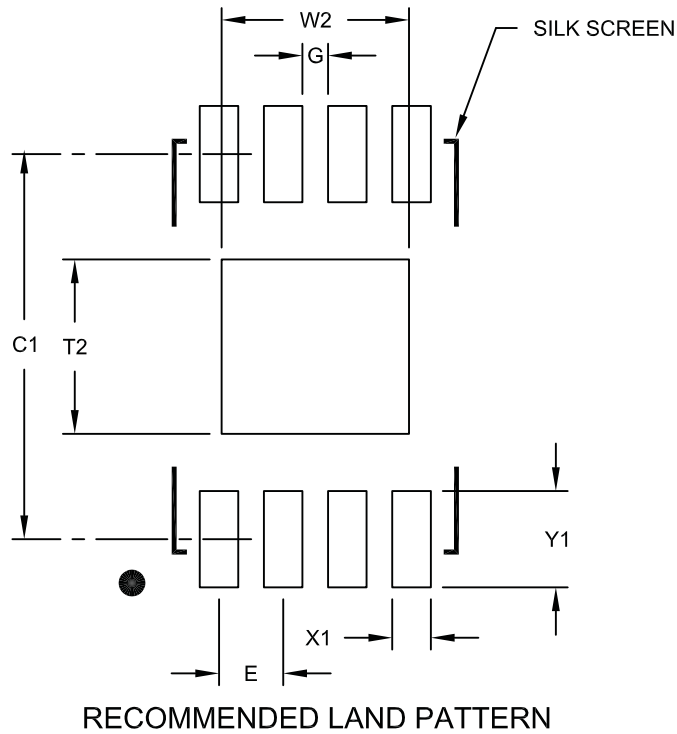 W2
SILK SCREEN
G
C1
T2
Y1
X1
E
RECOMMENDED LAND PATTERN